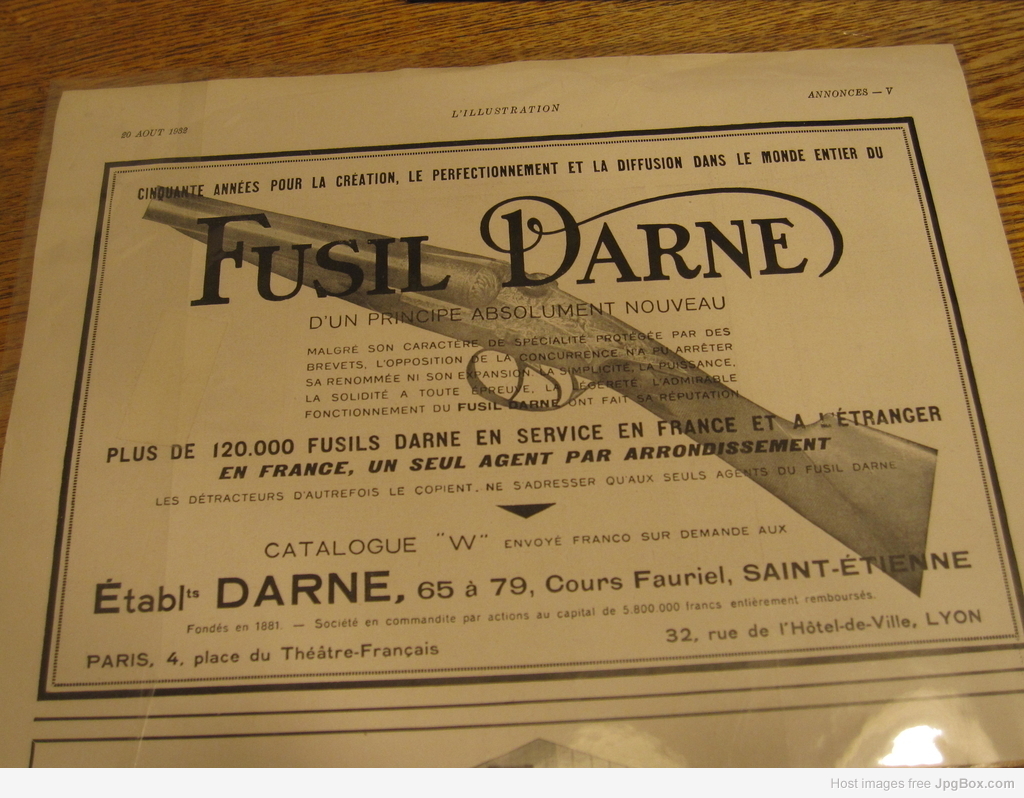 20 AOUT 1932
L'ILLUSTRATION
ANNONCES — V
CINQUANTE ANNÉES POUR LA CRÉATION, LE PERFECTIONNEMENT ET LA DIFFUSION DANS LE MONDE ENTIER DU
FUSIL DARNE
D'UN PRINCIPE ABSOLUMENT NOUVEAU
MALGRÉ SON CARACTÈRE DE SPÉCIALITÉ PROTÉGÉE PAR DES
BREVETS, L'OPPOSITION DE LA CONCURRENCE N'A PU ARRÊTER
SA RENOMMÉE NI SON EXPANSION. LA SIMPLICITÉ, LA PUISSANCE,
LA SOLIDITÉ A TOUTE ÉPREUVE, LA LÉGÈRETÉ, L'ADMIRABLE
FONCTIONNEMENT DU FUSIL DARNE ONT FAIT SA RÉPUTATION
PLUS DE 120.000 FUSILS DARNE EN SERVICE EN FRANCE ET A L'ÉTRANGER
EN FRANCE, UN SEUL AGENT PAR ARRONDISSEMENT
LES DÉTRACTEURS D'AUTREFOIS LE COPIENT. NE S'ADRESSER QU'AUX SEULS AGENTS DU FUSIL DARNE
CATALOGUE "W" ENVOYÉ FRANCO SUR DEMANDE AUX
Établts DARNE, 65 à 79, Cours Fauriel, SAINT-ÉTIENNE
Fondés en 1881. — Société en commandite par actions au capital de 5.800.000 francs entièrement remboursés.
PARIS, 4, place du Théâtre-Français
32, rue de l'Hôtel-de-Ville, LYON
Host images free JpgBox.com